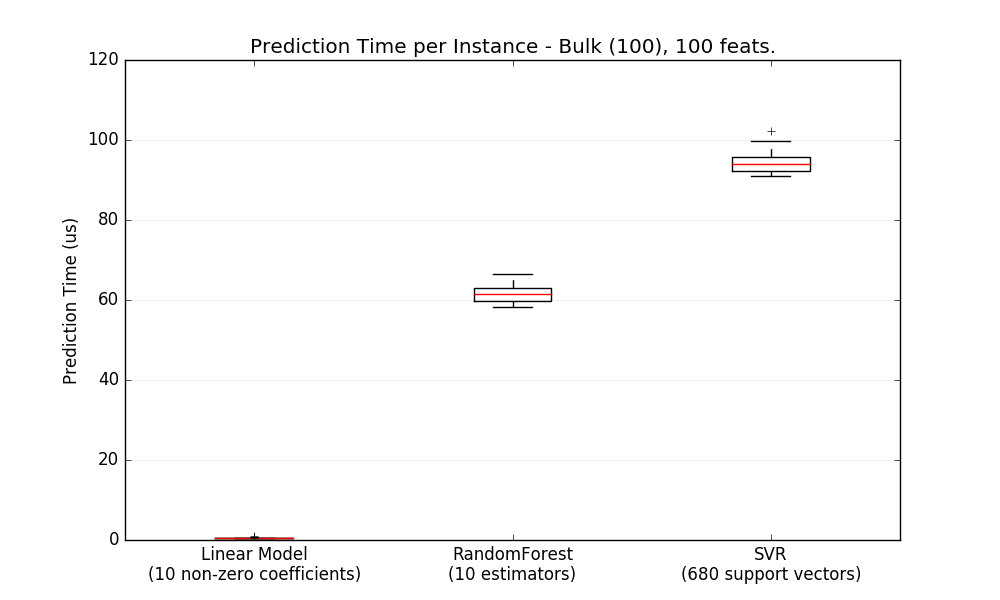 Prediction Time per Instance - Bulk (100), 100 feats.
120
100
80
60
40
20
0
Prediction Time (us)
Linear Model
(10 non-zero coefficients)
RandomForest
(10 estimators)
SVR
(680 support vectors)